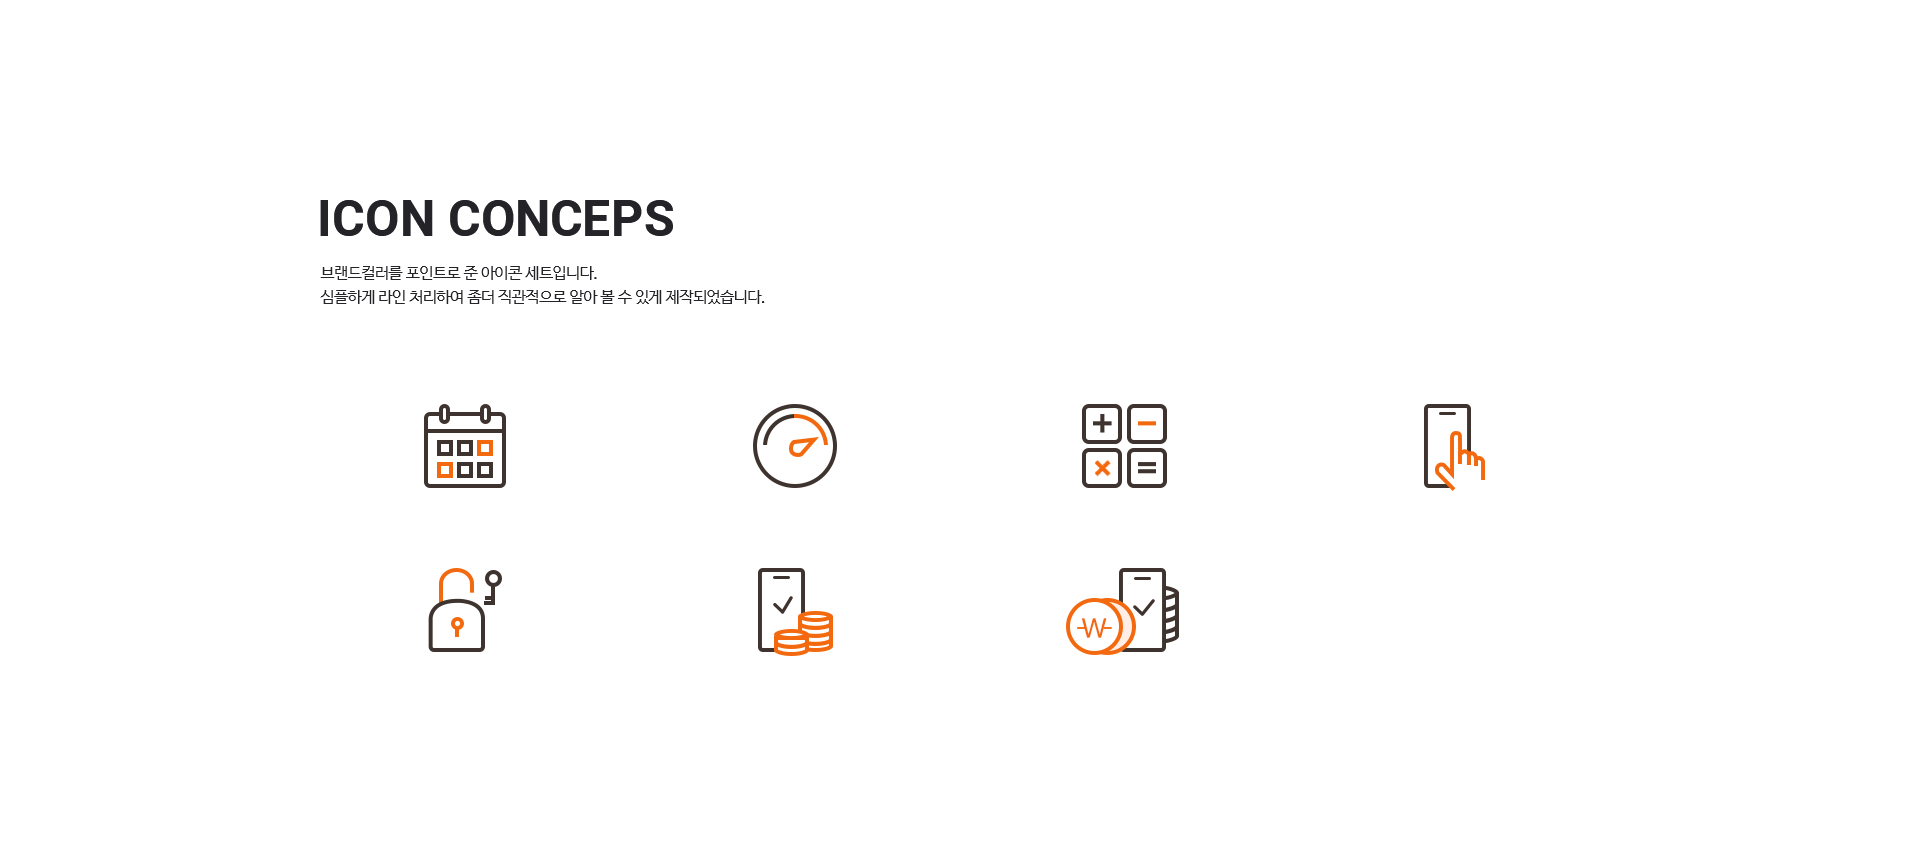 ICON CONCEPS
브랜드컬러를 포인트로 준 아이콘 세트입니다.
심플하게 라인 처리하여 좀더 직관적으로 알아 볼 수 있게 제작되었습니다.